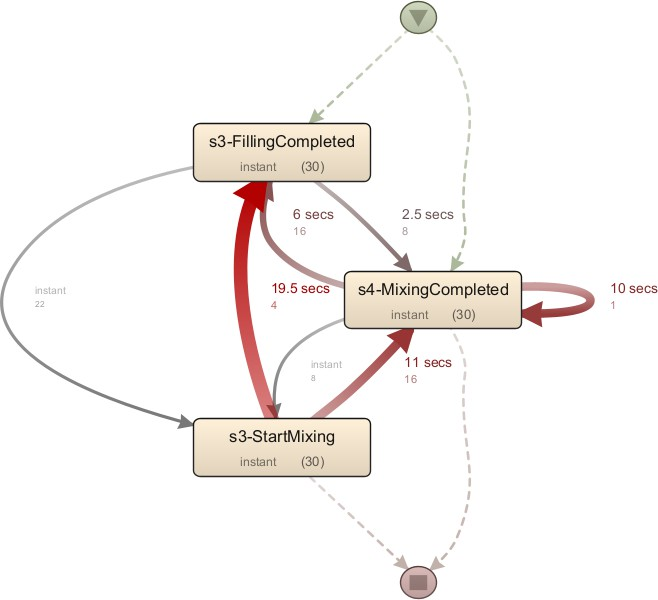 s3-FillingCompleted
instant (30)
6 secs
16
2.5 secs
8
instant
22
19.5 secs
4
s4-MixingCompleted
instant (30)
10 secs
1
instant
8
11 secs
16
s3-StartMixing
instant (30)